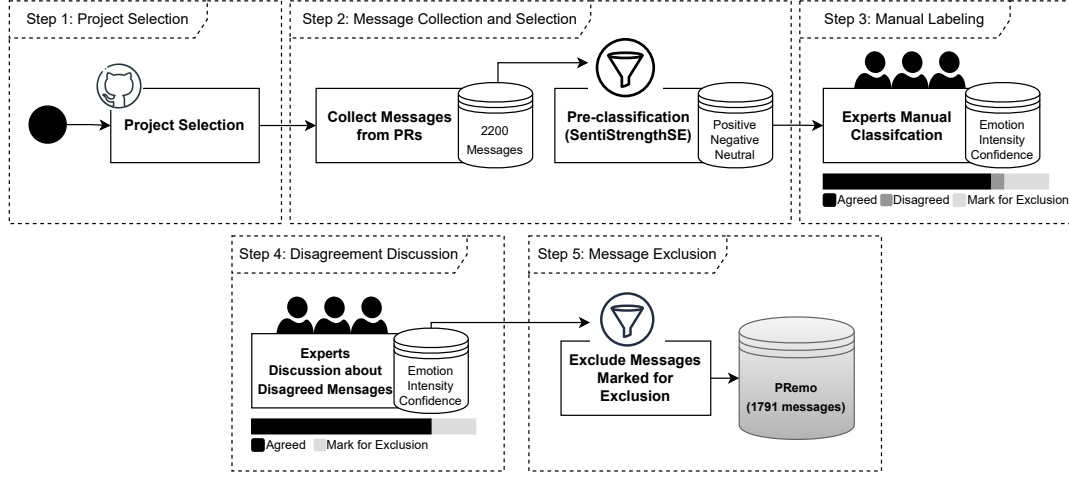 Step 1: Project Selection
Project Selection
Step 2: Message Collection and Selection
Collect Messages
from PRs
2200
Messages
Pre-classification
(SentiStrengthSE)
Positive
Negative
Neutral
Step 3: Manual Labeling
Experts Manual
Classifcation
Emotion
Intensity
Confidence
Agreed
Disagreed
Mark for Exclusion
Step 4: Disagreement Discussion
Experts
Discussion about
Disagreed Mensages
Emotion
Intensity
Confidence
Agreed
Mark for Exclusion
Step 5: Message Exclusion
Exclude Messages
Marked for
Exclusion
PRemo
(1791 messages)